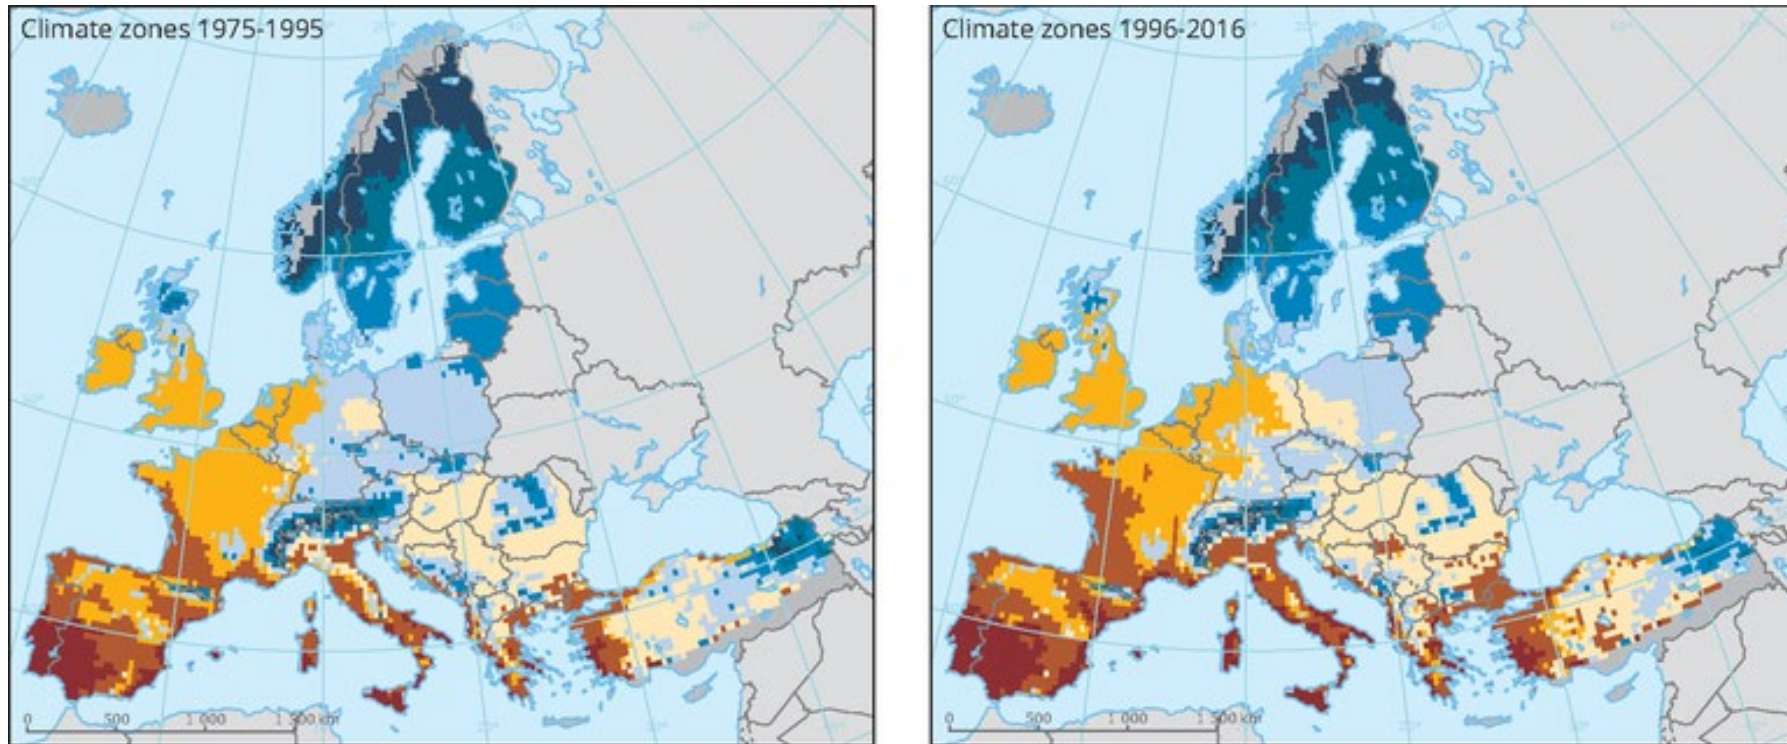 Climate zones 1975-1995
Climate zones 1996-2016
0 500 1 000 1 500 km
0 500 1 000 1 500 km